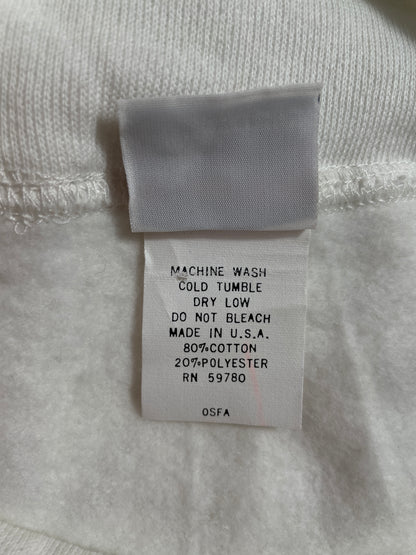 MACHINE WASH
COLD TUMBLE
DRY LOW
DO NOT BLEACH
MADE IN U.S.A.
80%COTTON
20%POLYESTER
RN 59780
OSFA